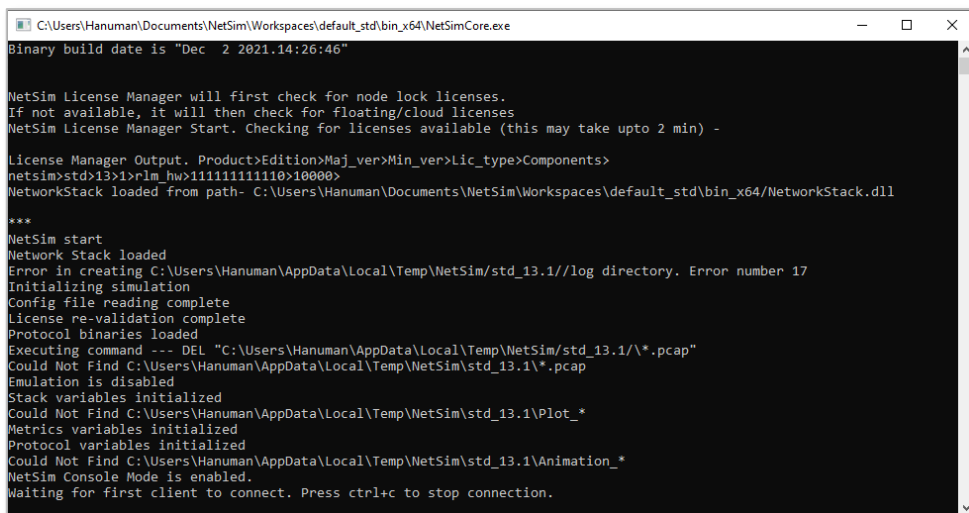 C:\Users\Hanuman\Documents\NetSim\Workspaces\default_std\bin_x64\NetSimCore.exe
Binary build date is "Dec  2 2021.14:26:46"
NetSim License Manager will first check for node lock licenses.
If not available, it will then check for floating/cloud licenses
NetSim License Manager Start. Checking for licenses available (this may take upto 2 min) -
License Manager Output. Product>Edition>Maj_ver>Min_ver>Lic_type>Components>
netsim>std>13>1>rlm_hw>111111111110>10000>
NetworkStack loaded from path- C:\Users\Hanuman\Documents\NetSim\Workspaces\default_std\bin_x64/NetworkStack.dll
***
NetSim start
Network Stack loaded
Error in creating C:\Users\Hanuman\AppData\Local\Temp\NetSim/std_13.1//log directory. Error number 17
Initializing simulation
Config file reading complete
License re-validation complete
Protocol binaries loaded
Executing command --- DEL "C:\Users\Hanuman\AppData\Local\Temp\NetSim/std_13.1/\*.pcap"
Could Not Find C:\Users\Hanuman\AppData\Local\Temp\NetSim\std_13.1\*.pcap
Emulation is disabled
Stack variables initialized
Could Not Find C:\Users\Hanuman\AppData\Local\Temp\NetSim\std_13.1\Plot_*
Metrics variables initialized
Protocol variables initialized
Could Not Find C:\Users\Hanuman\AppData\Local\Temp\NetSim\std_13.1\Animation_*
NetSim Console Mode is enabled.
Waiting for first client to connect. Press ctrl+c to stop connection.